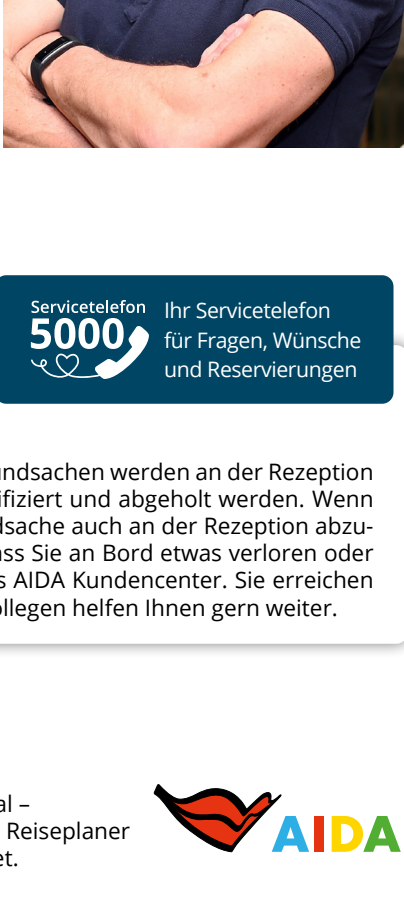 Servicetelefon
5000
Ihr Servicetelefon
für Fragen, Wünsche
und Reservierungen
undsachen werden an der Rezeption
ifiziert und abgeholt werden. Wenn
dsache auch an der Rezeption abzu-
ass Sie an Bord etwas verloren oder
s AIDA Kundencenter. Sie erreichen
ollegen helfen Ihnen gern weiter.
al –
Reiseplaner
et.
AIDA